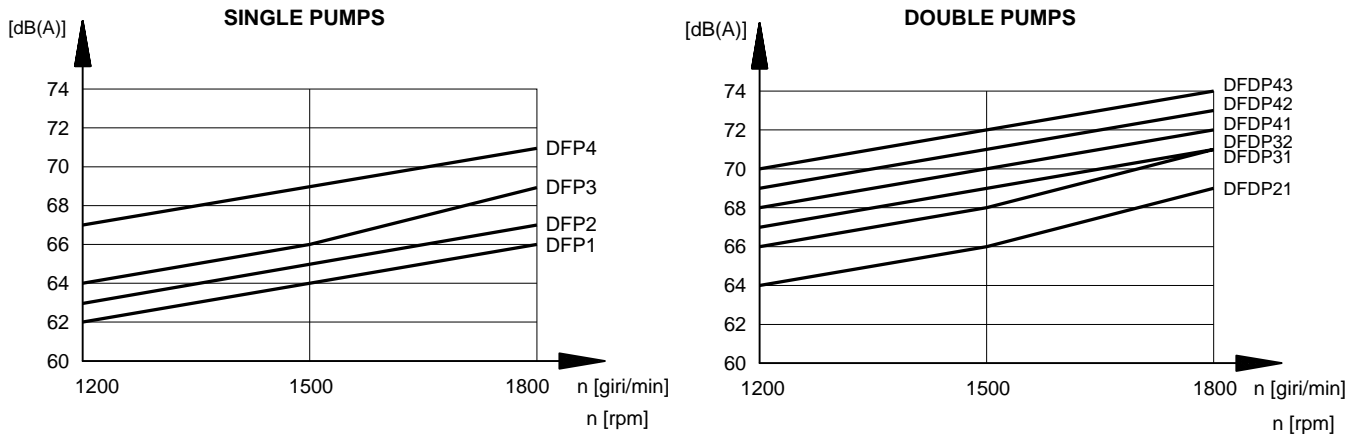 SINGLE PUMPS
[dB(A)]
74
72
70
68
66
64
62
60
DFP4
DFP3
DFP2
DFP1
1200
1500
1800
n [giri/min]
n [rpm]
DOUBLE PUMPS
[dB(A)]
74
72
70
68
66
64
62
60
DFDP43
DFDP42
DFDP41
DFDP32
DFDP31
DFDP21
1200
1500
1800
n [giri/min]
n [rpm]